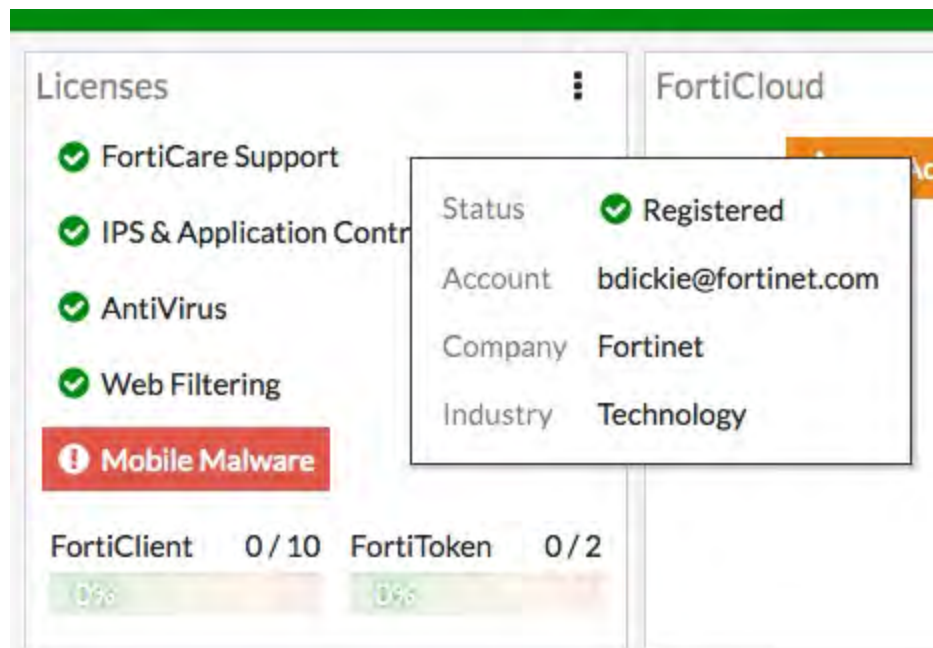 Licenses
FortiCloud
FortiCare Support
IPS & Application Contr
AntiVirus
Web Filtering
Mobile Malware
Status Registered
Account bdickie@fortinet.com
Company Fortinet
Industry Technology
FortiClient 0 / 10 FortiToken 0 / 2
0% 0%